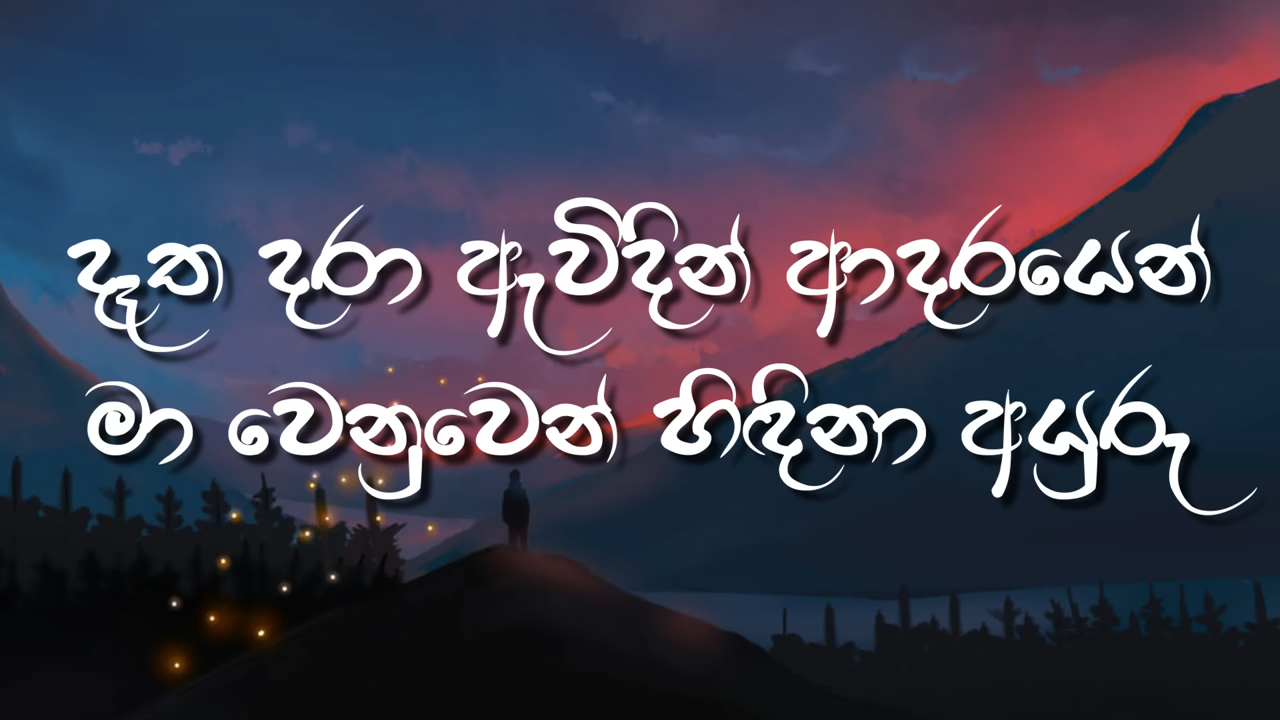 දෑත දරා ඇවිදින් ආදරයෙන්
මා වෙනුවෙන් හිඳිනා අයුරු